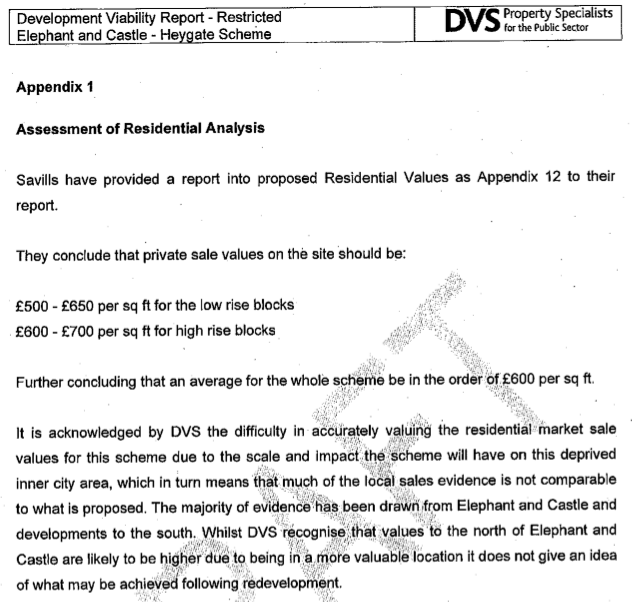 Development Viability Report - Restricted
Elephant and Castle - Heygate Scheme
DVS Property Specialists
for the Public Sector
Appendix 1
Assessment of Residential Analysis
Savills have provided a report into proposed Residential Values as Appendix 12 to their
report.
They conclude that private sale values on the site should be:
£500 - £650 per sq ft for the low rise blocks
£600 - £700 per sq ft for high rise blocks
Further concluding that an average for the whole scheme be in the order of £600 per sq ft.
It is acknowledged by DVS the difficulty in accurately valuing the residential market sale
values for this scheme due to the scale and impact the scheme will have on this deprived
inner city area, which in turn means that much of the local sales evidence is not comparable
to what is proposed. The majority of evidence has been drawn from Elephant and Castle and
developments to the south. Whilst DVS recognise that values to the north of Elephant and
Castle are likely to be higher due to being in a more valuable location it does not give an idea
of what may be achieved following redevelopment.